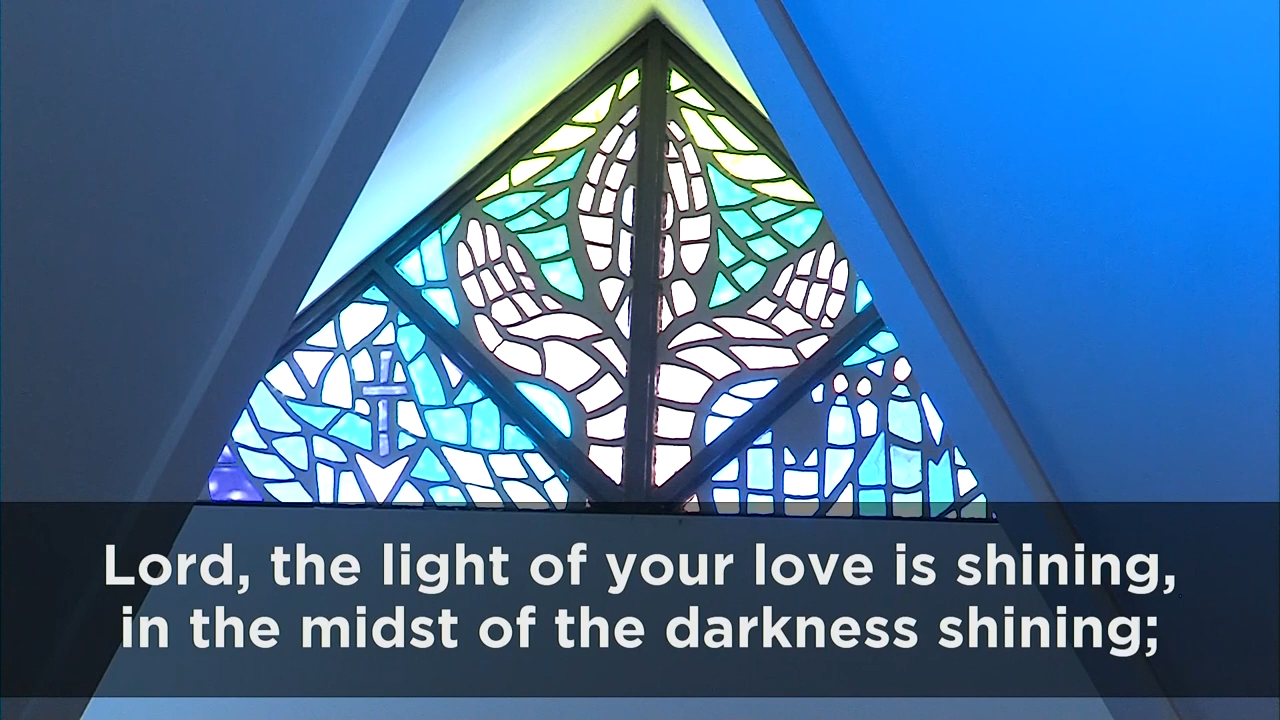 Lord, the light of your love is shining,
in the midst of the darkness shining;